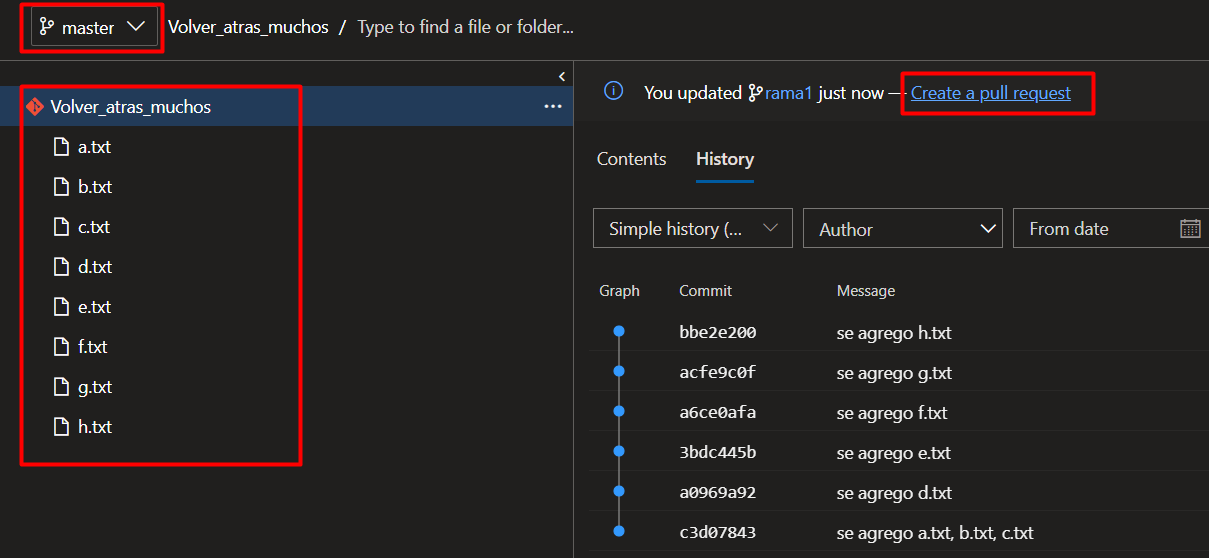 master Volver_atras_muchos / Type to find a file or folder...
Volver_atras_muchos
a.txt
b.txt
c.txt
d.txt
e.txt
f.txt
g.txt
h.txt
You updated rama1 just now — Create a pull request
Contents History
Simple history (... Author From date
Graph Commit Message
bbe2e200 se agrego h.txt
acfe9c0f se agrego g.txt
a6ce0afa se agrego f.txt
3bdc445b se agrego e.txt
a0969a92 se agrego d.txt
c3d07843 se agrego a.txt, b.txt, c.txt